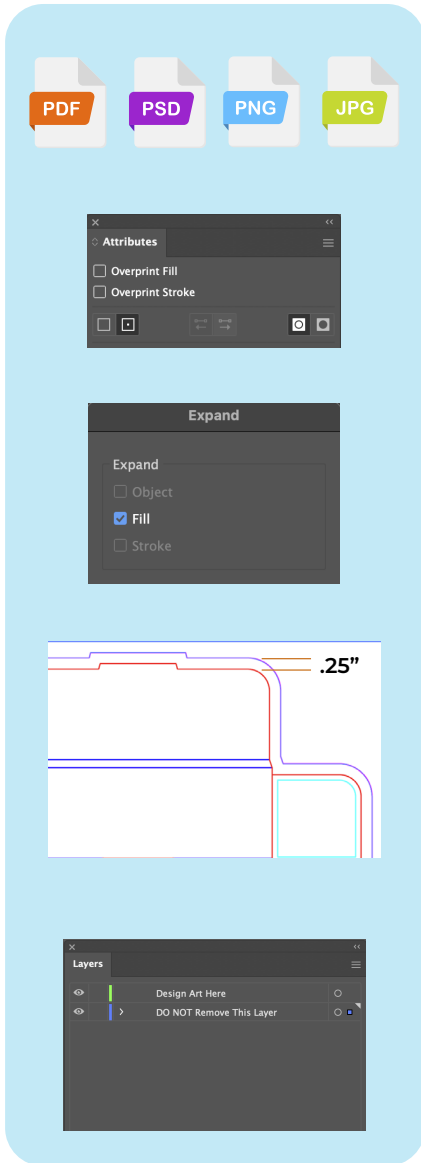 PDF PSD PNG JPG
Attributes
Overprint Fill
Overprint Stroke
Expand
Expand
Object
Fill
Stroke
.25”
Layers
Design Art Here
DO NOT Remove This Layer